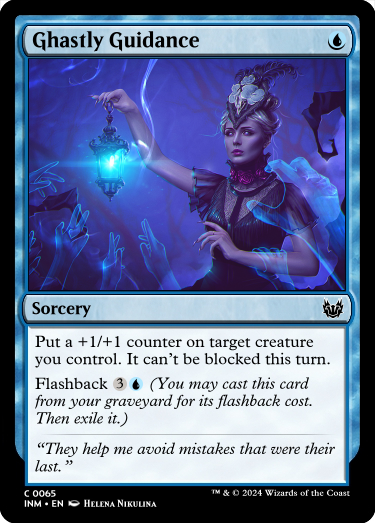 Ghastly Guidance
Sorcery
Put a +1/+1 counter on target creature
you control. It can't be blocked this turn.
Flashback 3 (You may cast this card
from your graveyard for its flashback cost.
Then exile it.)
“They help me avoid mistakes that were their
last.”
C 0065
INM • EN Helena Nikulina
™ & © 2024 Wizards of the Coast